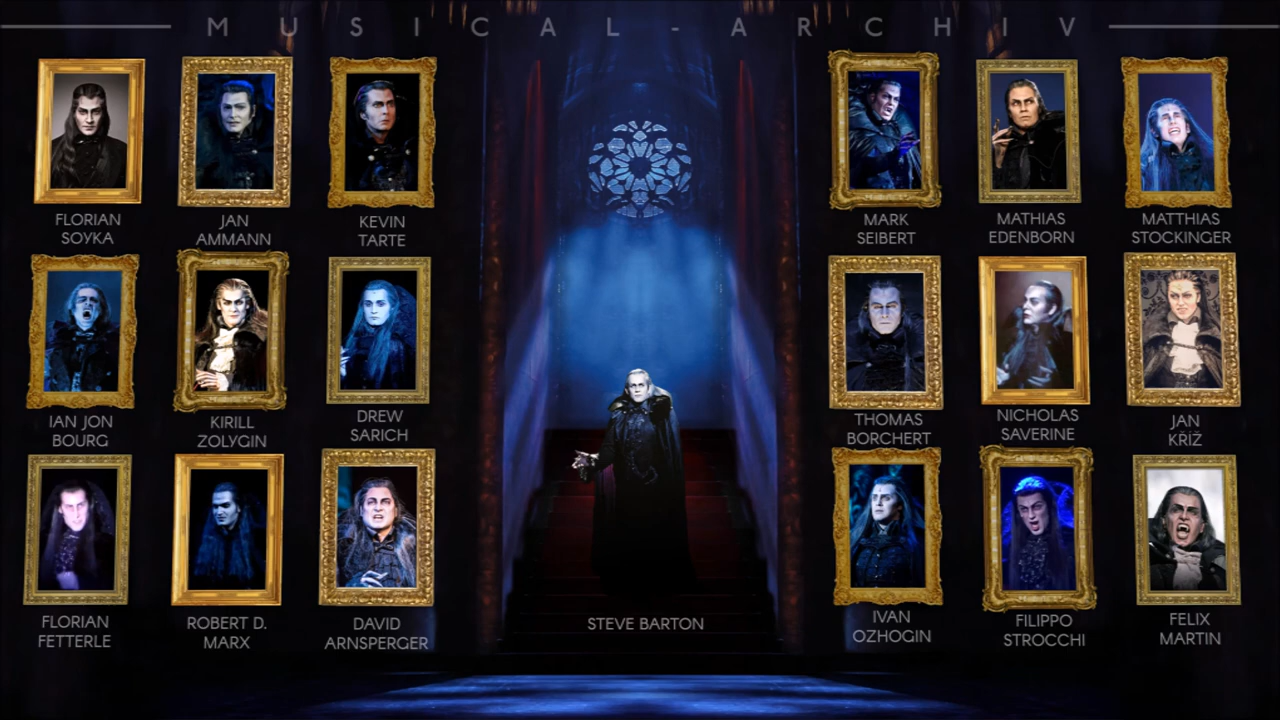 MUSICAL-ARCHIV
FLORIAN
SOYKA
JAN
AMMANN
KEVIN
TARTE
MARK
SEIBERT
MATHIAS
EDENBORN
MATTHIAS
STOCKINGER
IAN JON
BOURG
KIRILL
ZOLYGIN
DREW
SARICH
THOMAS
BORCHERT
NICHOLAS
SAVERINE
JAN
KŘÍŽ
FLORIAN
FETTERLE
ROBERT D.
MARX
DAVID
ARNSPERGER
STEVE BARTON
IVAN
OZHOGIN
FILIPPO
STROCCHI
FELIX
MARTIN